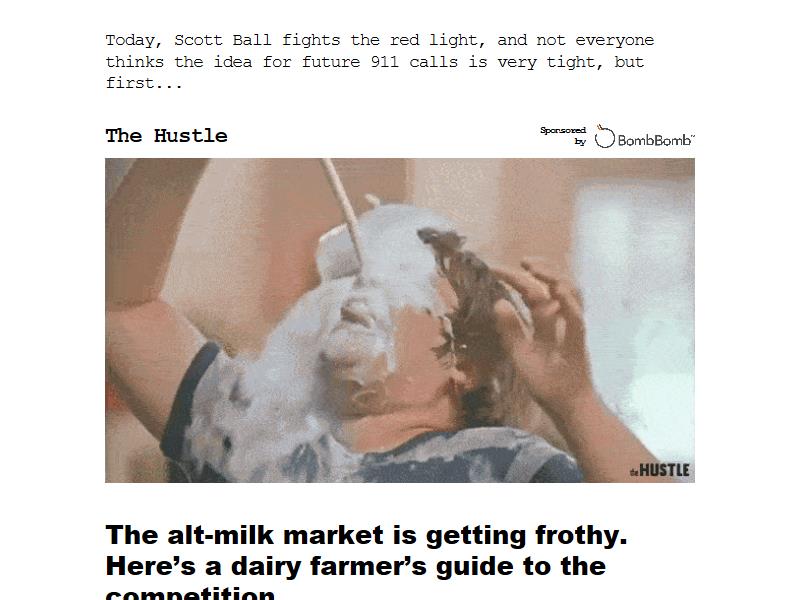 Today, Scott Ball fights the red light, and not everyone
thinks the idea for future 911 calls is very tight, but
first...
The Hustle
Sponsored
by
BombBomb™
the HUSTLE
The alt-milk market is getting frothy.
Here’s a dairy farmer’s guide to the
competition